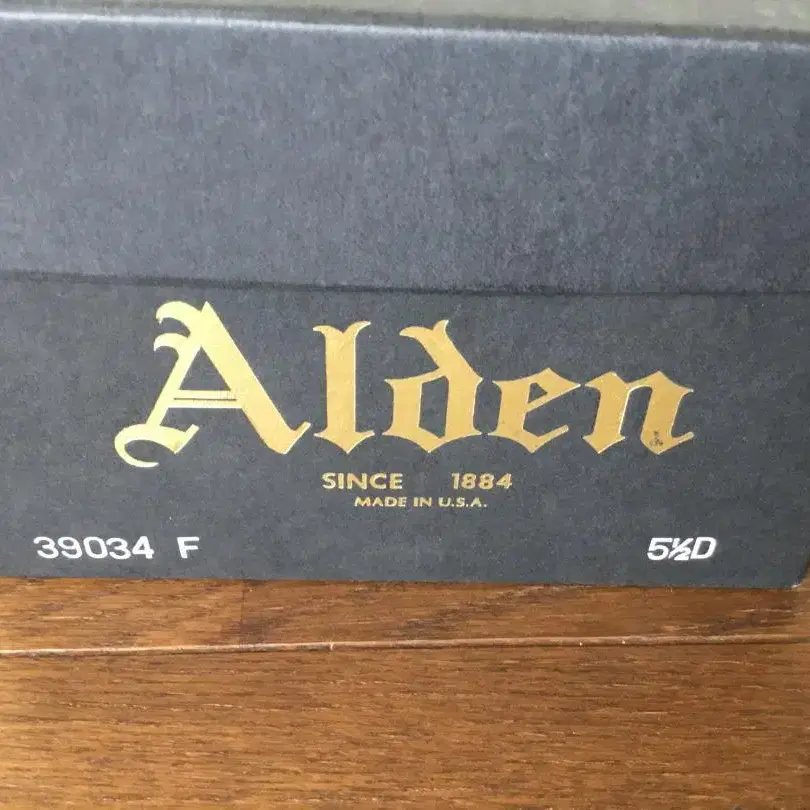 Alden
SINCE 1884
MADE IN U.S.A.
39034 F 5½D